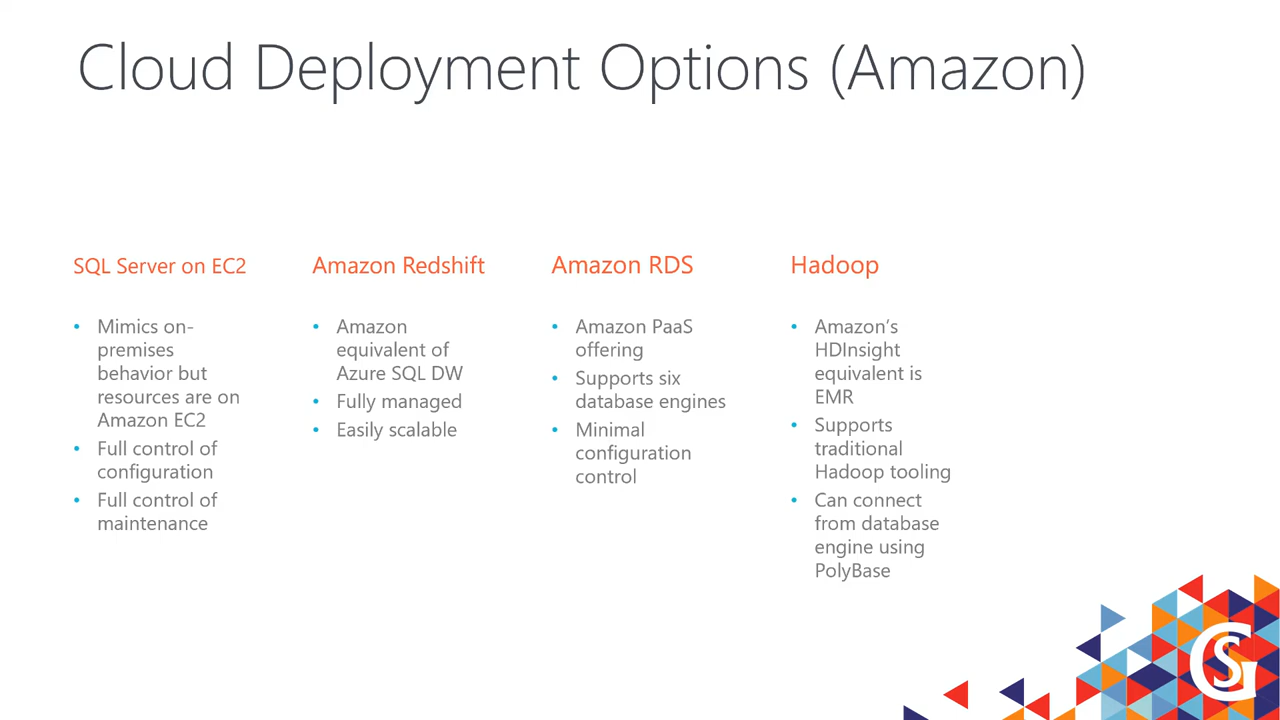 Cloud Deployment Options (Amazon)
SQL Server on EC2
• Mimics on-
premises
behavior but
resources are on
Amazon EC2
• Full control of
configuration
• Full control of
maintenance
Amazon Redshift
• Amazon
equivalent of
Azure SQL DW
• Fully managed
• Easily scalable
Amazon RDS
• Amazon PaaS
offering
• Supports six
database engines
• Minimal
configuration
control
Hadoop
• Amazon’s
HDInsight
equivalent is
EMR
• Supports
traditional
Hadoop tooling
• Can connect
from database
engine using
PolyBase
GS